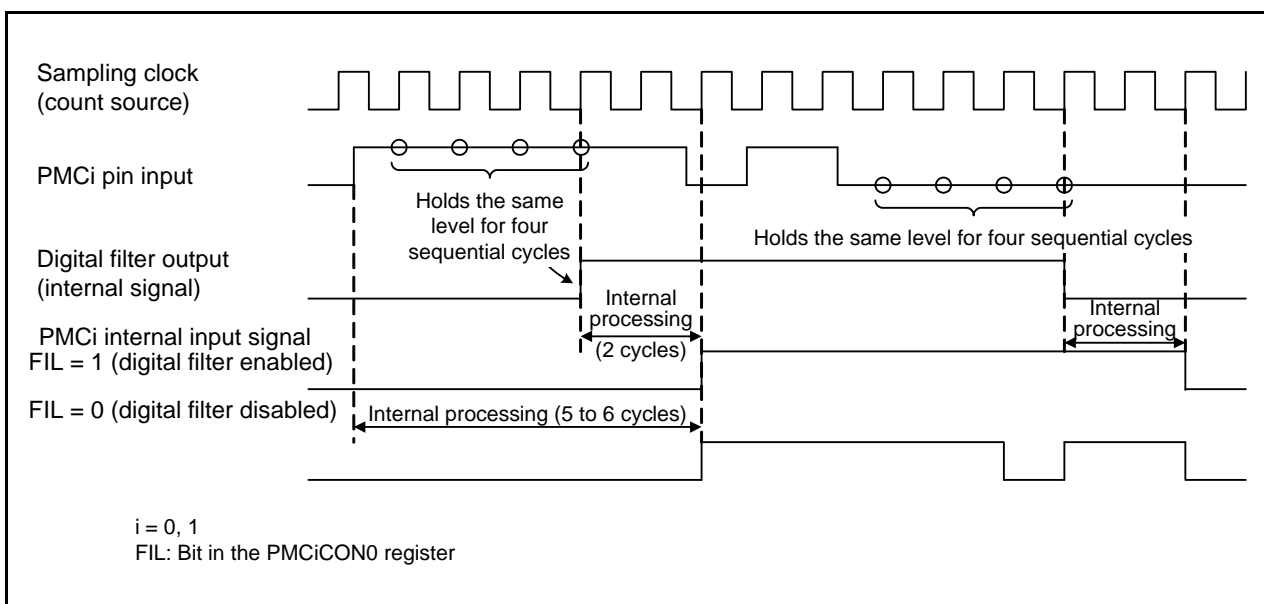 Sampling clock
(count source)
PMCi pin input
Holds the same
level for four
sequential cycles
Holds the same level for four sequential cycles
Digital filter output
(internal signal)
Internal
processing
(2 cycles)
Internal
processing
PMCi internal input signal
FIL = 1 (digital filter enabled)
FIL = 0 (digital filter disabled)
Internal processing (5 to 6 cycles)
i = 0, 1
FIL: Bit in the PMCiCON0 register